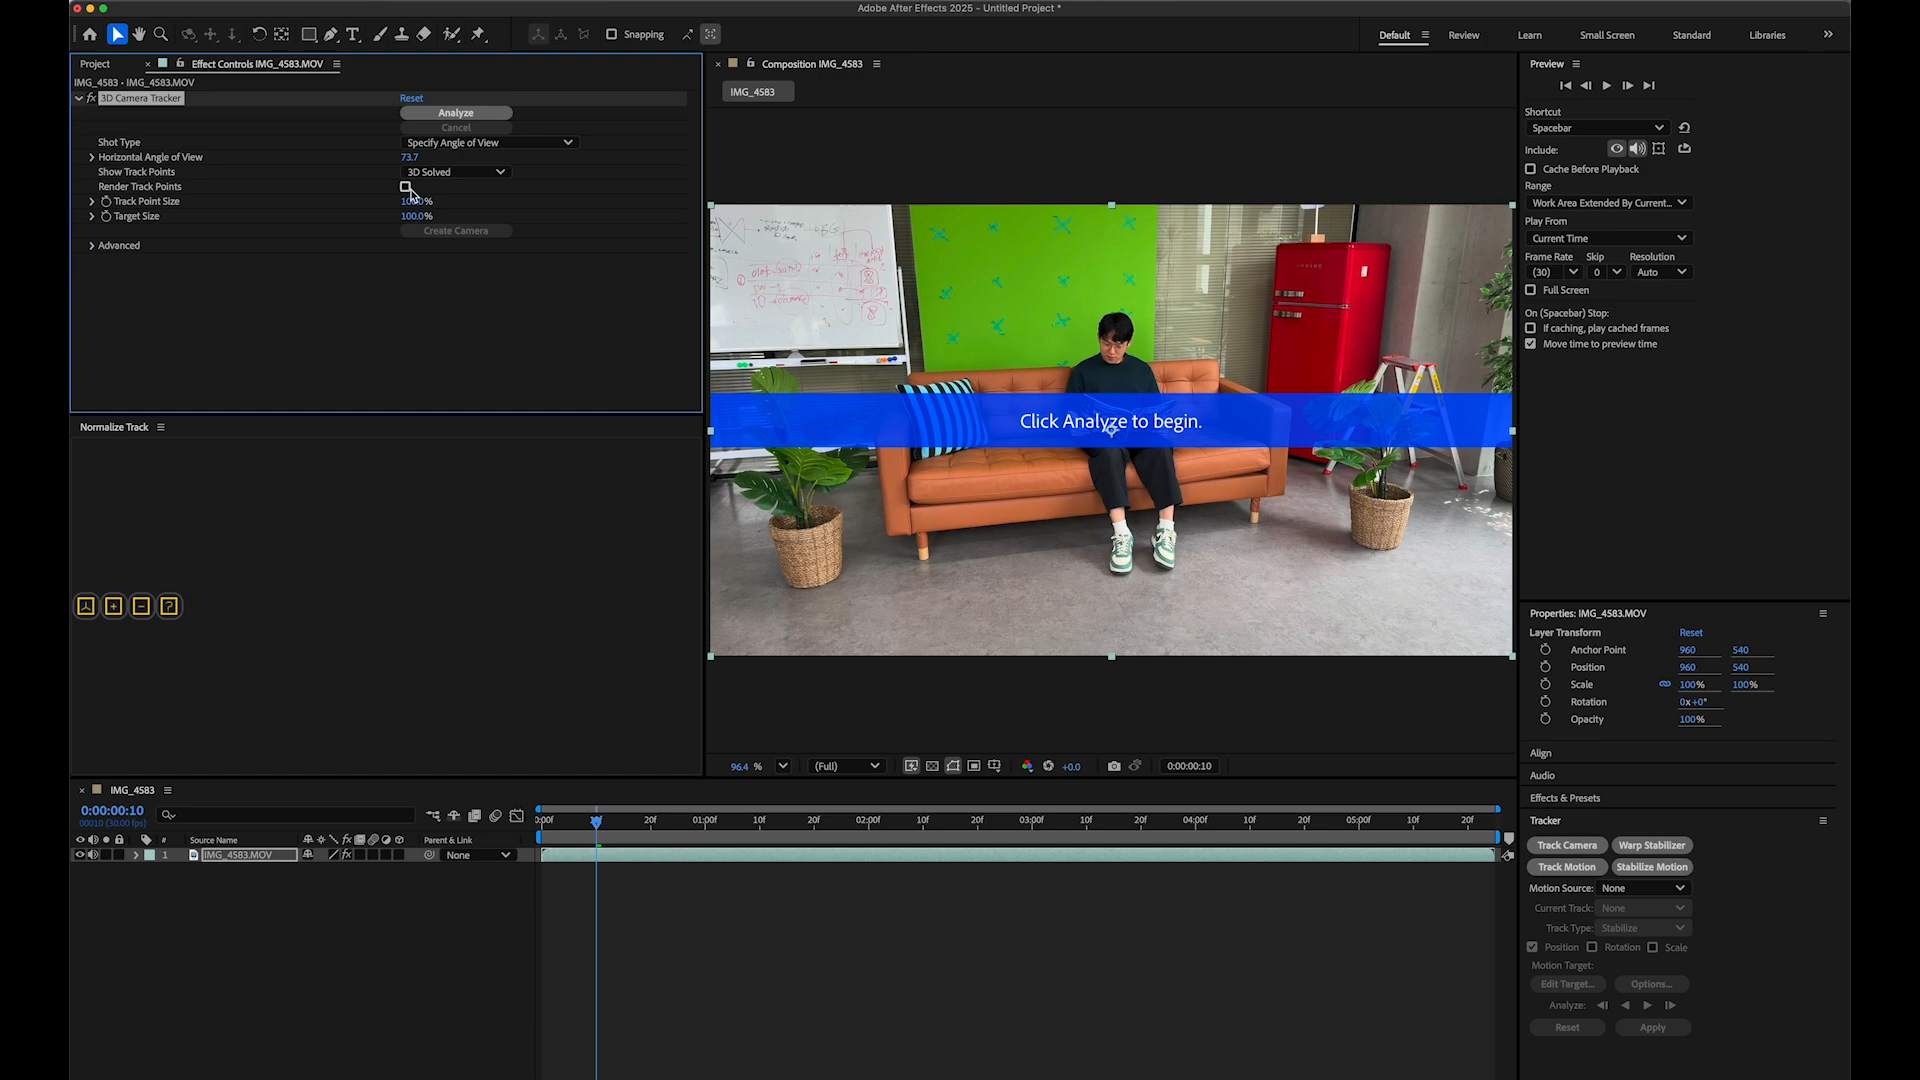 Adobe After Effects 2025 - Untitled Project *
Snapping
Default
Review
Learn
Small Screen
Standard
Libraries
Project
Effect Controls IMG_4583.MOV
IMG_4583 • IMG_4583.MOV
fx 3D Camera Tracker
Reset
Analyze
Cancel
Shot Type
Specify Angle of View
Horizontal Angle of View
73.7
Show Track Points
3D Solved
Render Track Points
Track Point Size
Target Size
100.0%
Create Camera
Advanced
Normalize Track
Composition IMG_4583
IMG_4583
Click Analyze to begin.
96.4 %
(Full)
+0.0
0:00:00:10
Preview
Shortcut
Spacebar
Include:
Cache Before Playback
Range
Work Area Extended By Current...
Play From
Current Time
Frame Rate
Skip
Resolution
(30)
0
Auto
Full Screen
On (Spacebar) Stop:
If caching, play cached frames
Move time to preview time
Properties: IMG_4583.MOV
Layer Transform
Reset
Anchor Point
960
540
Position
960
540
Scale
100%
100%
Rotation
0x+0°
Opacity
100%
Align
Audio
Effects & Presets
Tracker
Track Camera
Warp Stabilizer
Track Motion
Stabilize Motion
Motion Source: None
Current Track: None
Track Type: Stabilize
Position
Rotation
Scale
Motion Target:
Edit Target...
Options...
Analyze:
Reset
Apply
IMG_4583
0:00:00:10
00010 (30.00 fps)
#
Source Name
Parent & Link
1
IMG_4583.MOV
None
0:00f
20f
01:00f
10f
20f
02:00f
10f
20f
03:00f
10f
20f
04:00f
10f
20f
05:00f
10f
20f